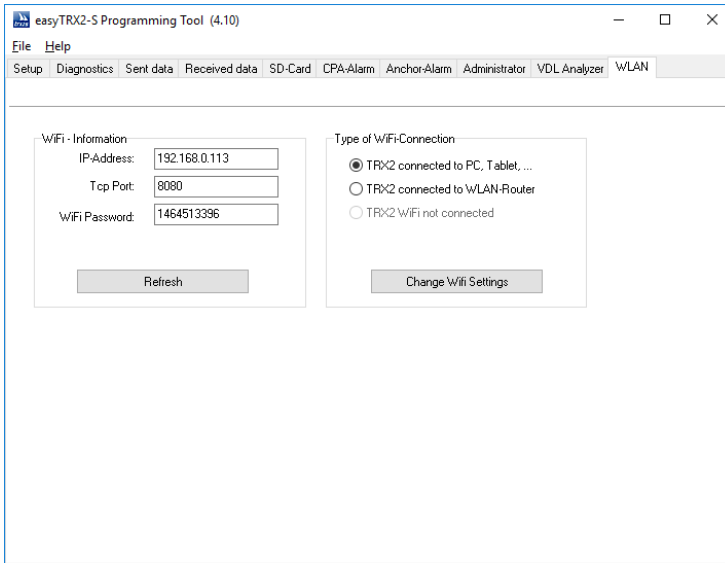 easyTRX2-S Programming Tool (4.10)
File Help
Setup Diagnostics Sent data Received data SD-Card CPA-Alarm Anchor-Alarm Administrator VDL Analyzer WLAN
WiFi - Information
IP-Address: 192.168.0.113
Tcp Port: 8080
WiFi Password: 1464513396
Refresh
Type of WiFi-Connection
TRX2 connected to PC, Tablet, ...
TRX2 connected to WLAN-Router
TRX2 WiFi not connected
Change Wifi Settings